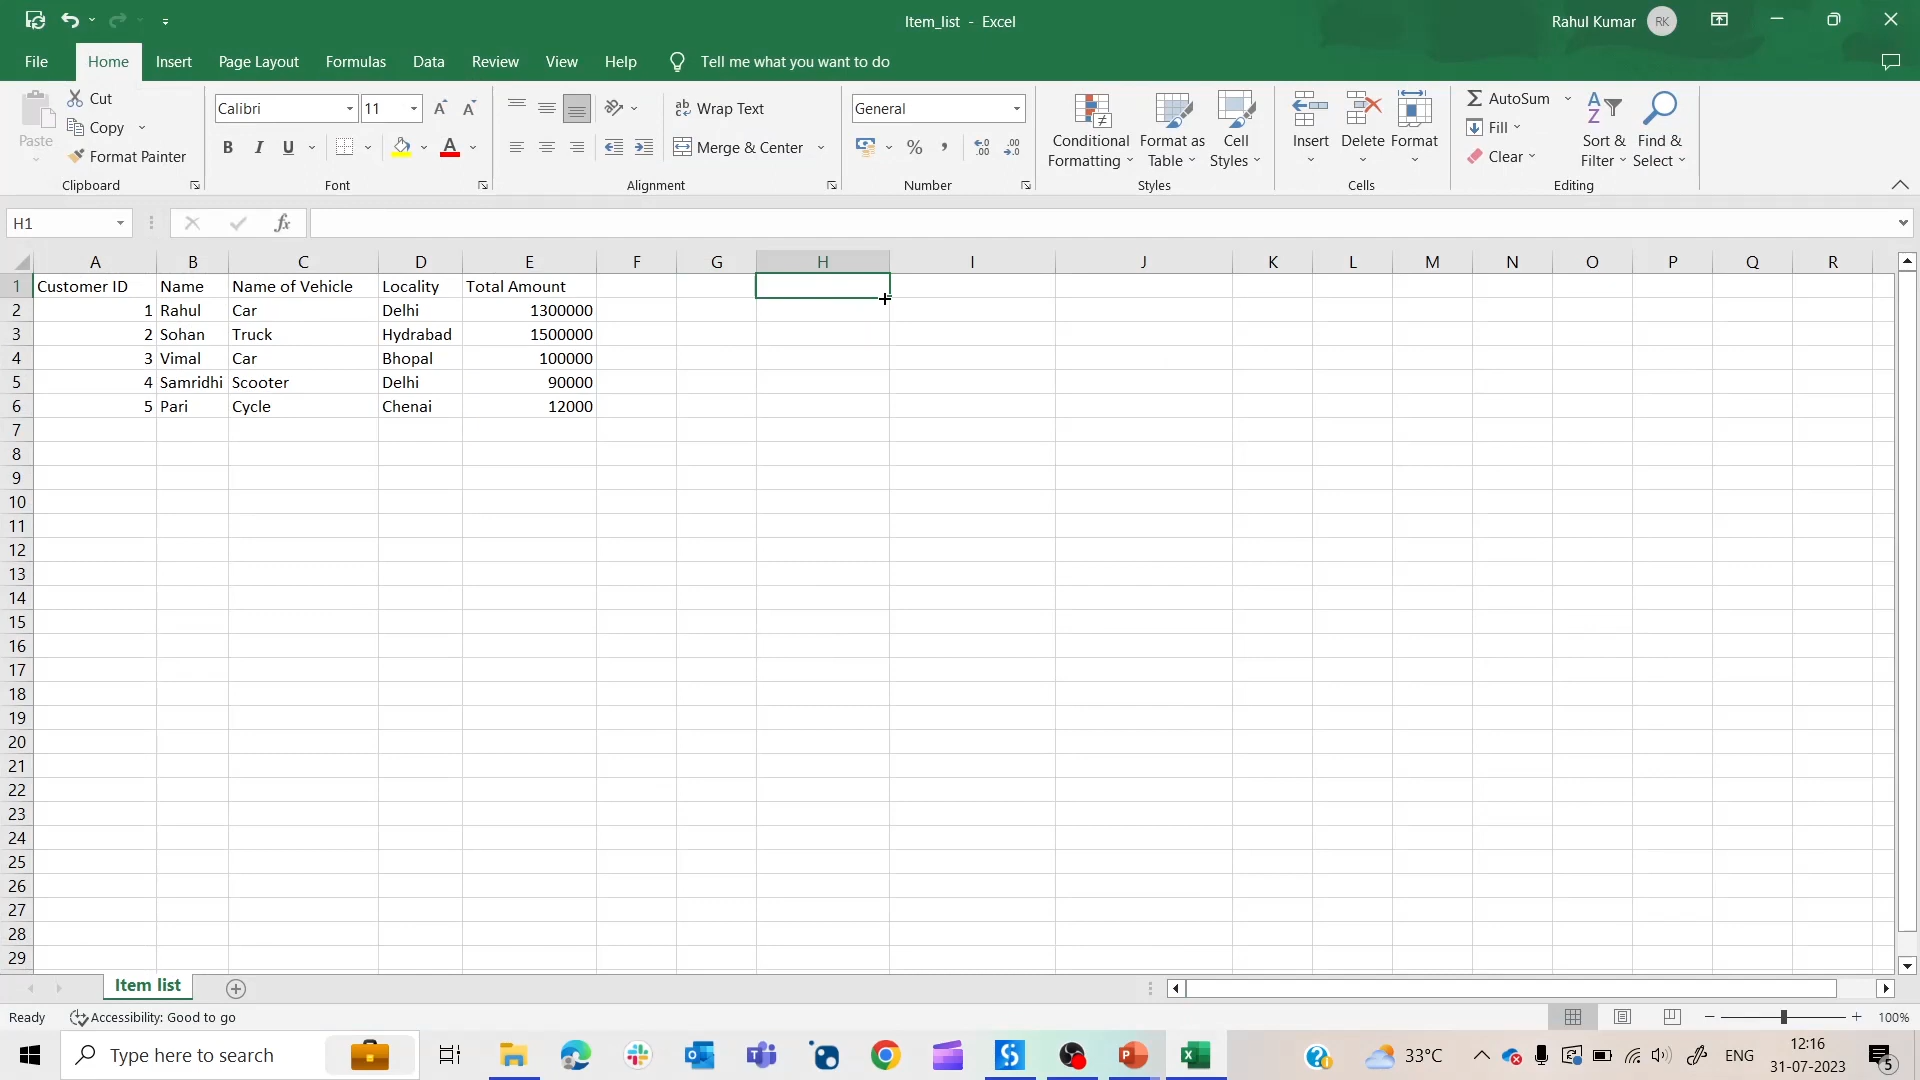 Item_list - Excel
Rahul Kumar RK
File Home Insert Page Layout Formulas Data Review View Help Tell me what you want to do
Paste
Cut
Copy
Format Painter
Clipboard
Calibri 11
B I U
Font
Wrap Text
Merge & Center
Alignment
General
Number
Conditional Formatting
Format as Table
Cell Styles
Styles
Insert Delete Format
Cells
AutoSum
Fill
Clear
Sort & Filter
Find & Select
Editing
H1
fx
A B C D E F G H I J K L M N O P Q R
1 Customer ID Name Name of Vehicle Locality Total Amount
2 1 Rahul Car Delhi 1300000
3 2 Sohan Truck Hydrabad 1500000
4 3 Vimal Car Bhopal 100000
5 4 Samridhi Scooter Delhi 90000
6 5 Pari Cycle Chenai 12000
7
8
9
10
11
12
13
14
15
16
17
18
19
20
21
22
23
24
25
26
27
28
29
Item list
Ready Accessibility: Good to go 100%
Type here to search
33°C
ENG
12:16
31-07-2023
5